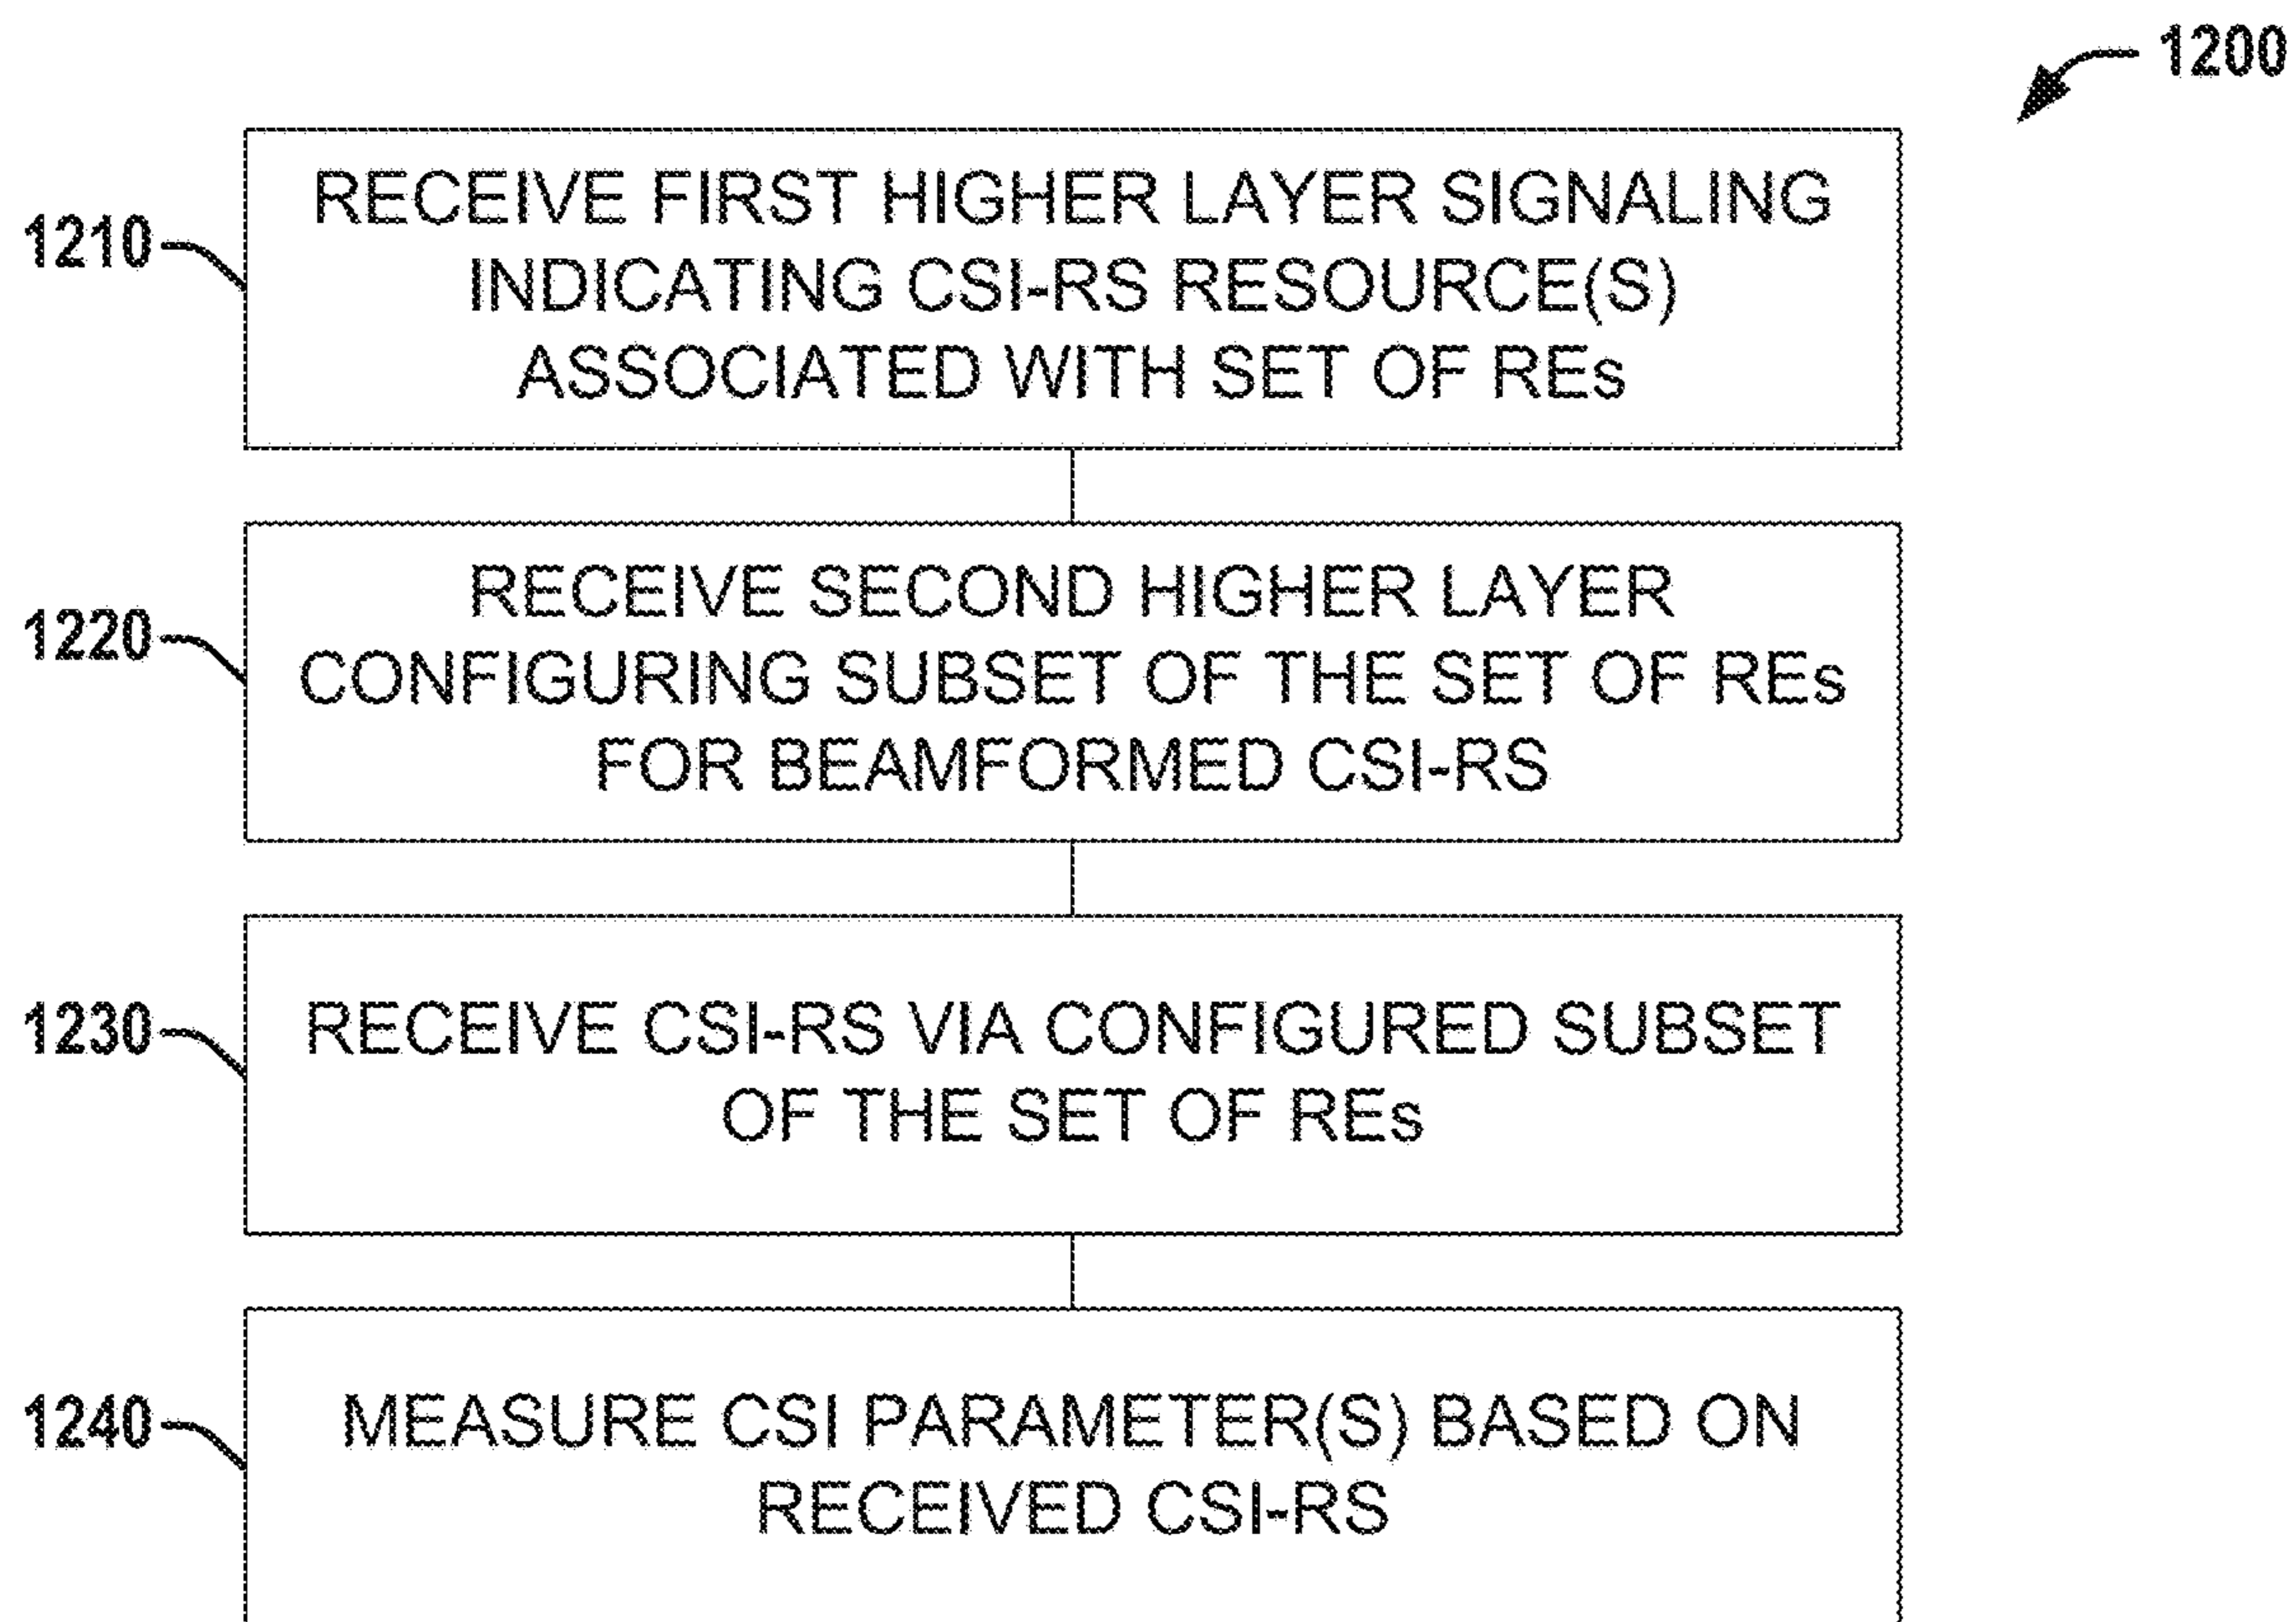 1200
1210
RECEIVE FIRST HIGHER LAYER SIGNALING
INDICATING CSI-RS RESOURCE(S)
ASSOCIATED WITH SET OF REs
1220
RECEIVE SECOND HIGHER LAYER
CONFIGURING SUBSET OF THE SET OF REs
FOR BEAMFORMED CSI-RS
1230
RECEIVE CSI-RS VIA CONFIGURED SUBSET
OF THE SET OF REs
1240
MEASURE CSI PARAMETER(S) BASED ON
RECEIVED CSI-RS